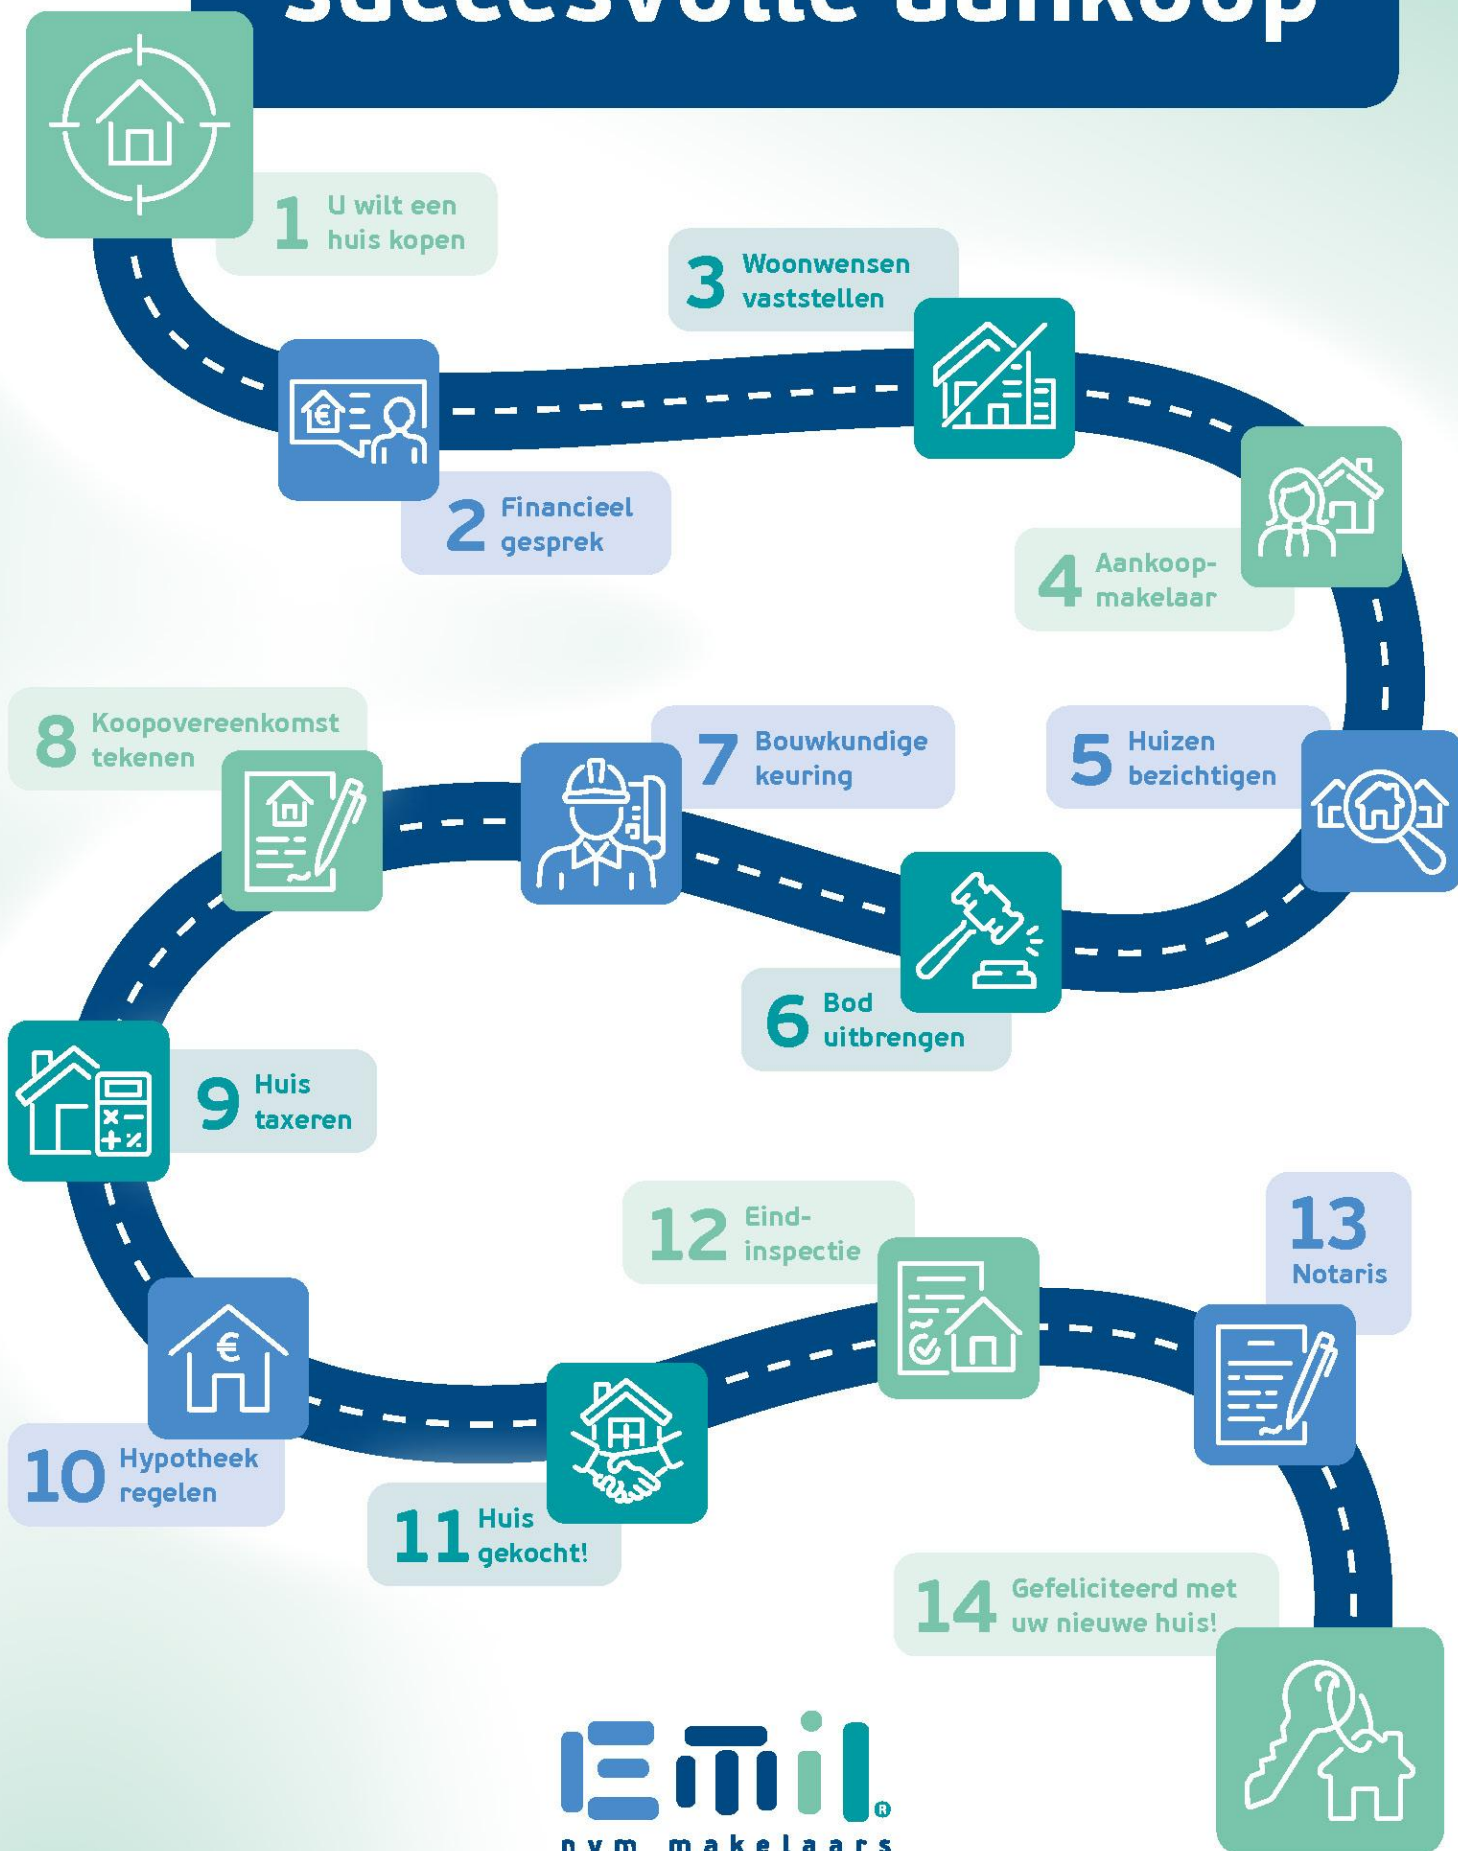 succesvolle aankoop
1 U wilt een
huis kopen
3 Woonwensen
vaststellen
2 Financieel
gesprek
4 Aankoop-
makelaar
8 Koopovereenkomst
tekenen
7 Bouwkundige
keuring
5 Huizen
bezichtigen
6 Bod
uitbrengen
9 Huis
taxeren
12 Eind-
inspectie
13
Notaris
10 Hypotheek
regelen
11 Huis
gekocht!
14 Gefeliciteerd met
uw nieuwe huis!
Emil®
nvm makelaars